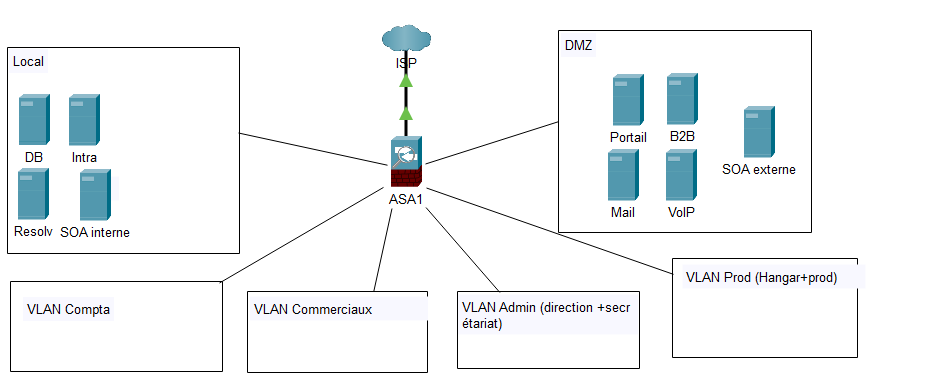 ISP
Local
DB
Intra
Resolv
SOA interne
DMZ
Portail
B2B
SOA externe
Mail
VoIP
ASA1
VLAN Compta
VLAN Commerciaux
VLAN Admin (direction +secr
étariat)
VLAN Prod (Hangar+prod)